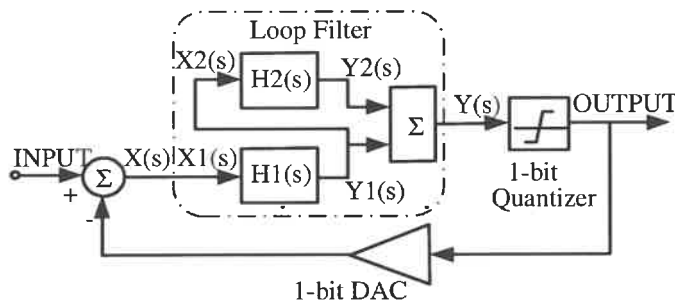 Loop Filter
X2(s)
H2(s)
Y2(s)
Σ
Y(s)
OUTPUT
1-bit
Quantizer
INPUT
+
-
Σ
X(s)
X1(s)
H1(s)
Y1(s)
1-bit DAC